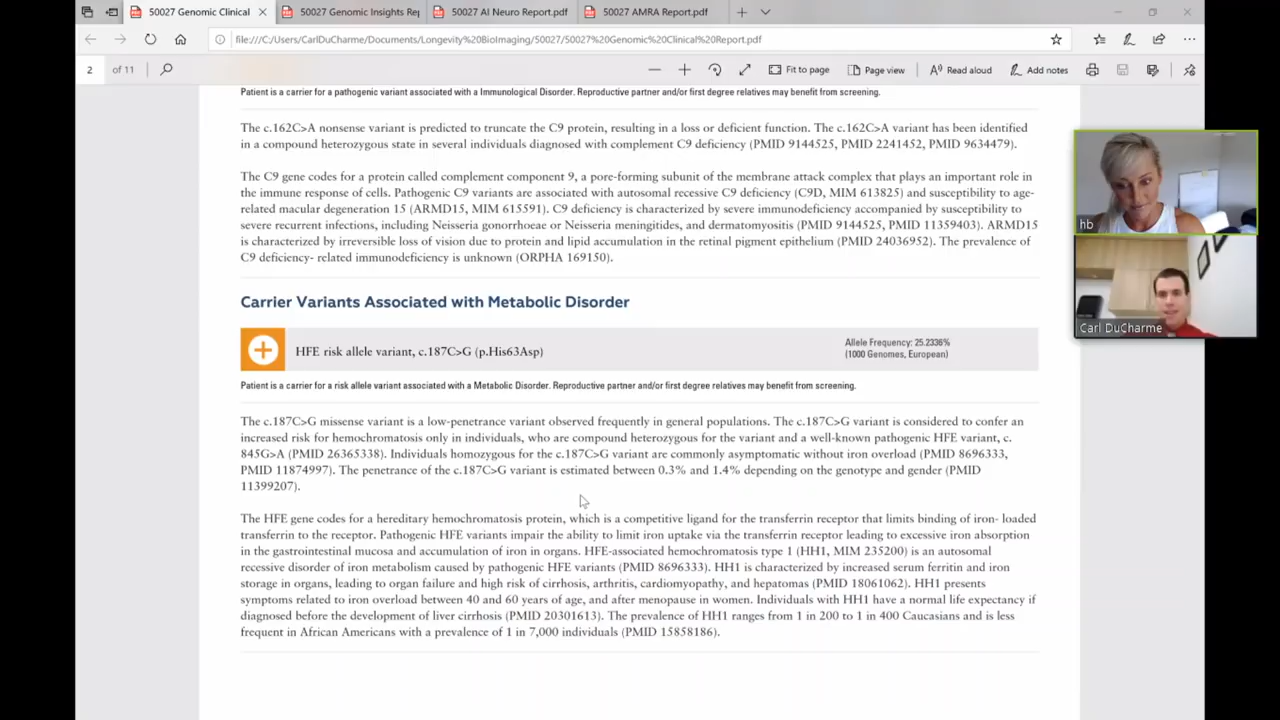 50027 Genomic Clinical
50027 Genomic Insights Rep
50027 AI Neuro Report.pdf
50027 AMRA Report.pdf
file:///C:/Users/CarlDuCharme/Documents/Longevity%20BioImaging/50027/50027%20Genomic%20Clinical%20Report.pdf
2 of 11
Fit to page
Page view
Read aloud
Add notes
Patient is a carrier for a pathogenic variant associated with a Immunological Disorder. Reproductive partner and/or first degree relatives may benefit from screening.
The c.162C>A nonsense variant is predicted to truncate the C9 protein, resulting in a loss or deficient function. The c.162C>A variant has been identified
in a compound heterozygous state in several individuals diagnosed with complement C9 deficiency (PMID 9144525, PMID 2241452, PMID 9634479).
The C9 gene codes for a protein called complement component 9, a pore-forming subunit of the membrane attack complex that plays an important role in
the immune response of cells. Pathogenic C9 variants are associated with autosomal recessive C9 deficiency (C9D, MIM 613825) and susceptibility to age-
related macular degeneration 15 (ARMD15, MIM 615591). C9 deficiency is characterized by severe immunodeficiency accompanied by susceptibility to
severe recurrent infections, including Neisseria gonorrhoeae or Neisseria meningitides, and dermatomyositis (PMID 9144525, PMID 11359403). ARMD15
is characterized by irreversible loss of vision due to protein and lipid accumulation in the retinal pigment epithelium (PMID 24036952). The prevalence of
C9 deficiency- related immunodeficiency is unknown (ORPHA 169150).
hb
Carl DuCharme
Carrier Variants Associated with Metabolic Disorder
HFE risk allele variant, c.187C>G (p.His63Asp)
Allele Frequency: 25.2336%
(1000 Genomes, European)
Patient is a carrier for a risk allele variant associated with a Metabolic Disorder. Reproductive partner and/or first degree relatives may benefit from screening.
The c.187C>G missense variant is a low-penetrance variant observed frequently in general populations. The c.187C>G variant is considered to confer an
increased risk for hemochromatosis only in individuals, who are compound heterozygous for the variant and a well-known pathogenic HFE variant, c.
845G>A (PMID 26365338). Individuals homozygous for the c.187C>G variant are commonly asymptomatic without iron overload (PMID 8696333,
PMID 11874997). The penetrance of the c.187C>G variant is estimated between 0.3% and 1.4% depending on the genotype and gender (PMID
11399207).
The HFE gene codes for a hereditary hemochromatosis protein, which is a competitive ligand for the transferrin receptor that limits binding of iron- loaded
transferrin to the receptor. Pathogenic HFE variants impair the ability to limit iron uptake via the transferrin receptor leading to excessive iron absorption
in the gastrointestinal mucosa and accumulation of iron in organs. HFE-associated hemochromatosis type 1 (HH1, MIM 235200) is an autosomal
recessive disorder of iron metabolism caused by pathogenic HFE variants (PMID 8696333). HH1 is characterized by increased serum ferritin and iron
storage in organs, leading to organ failure and high risk of cirrhosis, arthritis, cardiomyopathy, and hepatomas (PMID 18061062). HH1 presents
symptoms related to iron overload between 40 and 60 years of age, and after menopause in women. Individuals with HH1 have a normal life expectancy if
diagnosed before the development of liver cirrhosis (PMID 20301613). The prevalence of HH1 ranges from 1 in 200 to 1 in 400 Caucasians and is less
frequent in African Americans with a prevalence of 1 in 7,000 individuals (PMID 15858186).